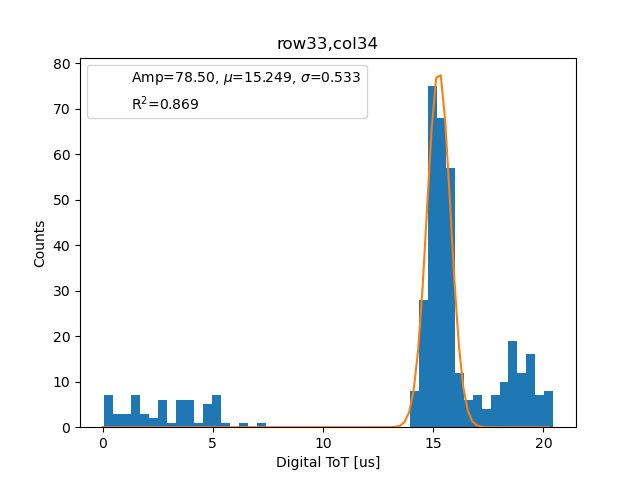 row33,col34
Amp=78.50, μ=15.249, σ=0.533
R²=0.869
Counts
80
70
60
50
40
30
20
10
0
0 5 10 15 20
Digital ToT [us]